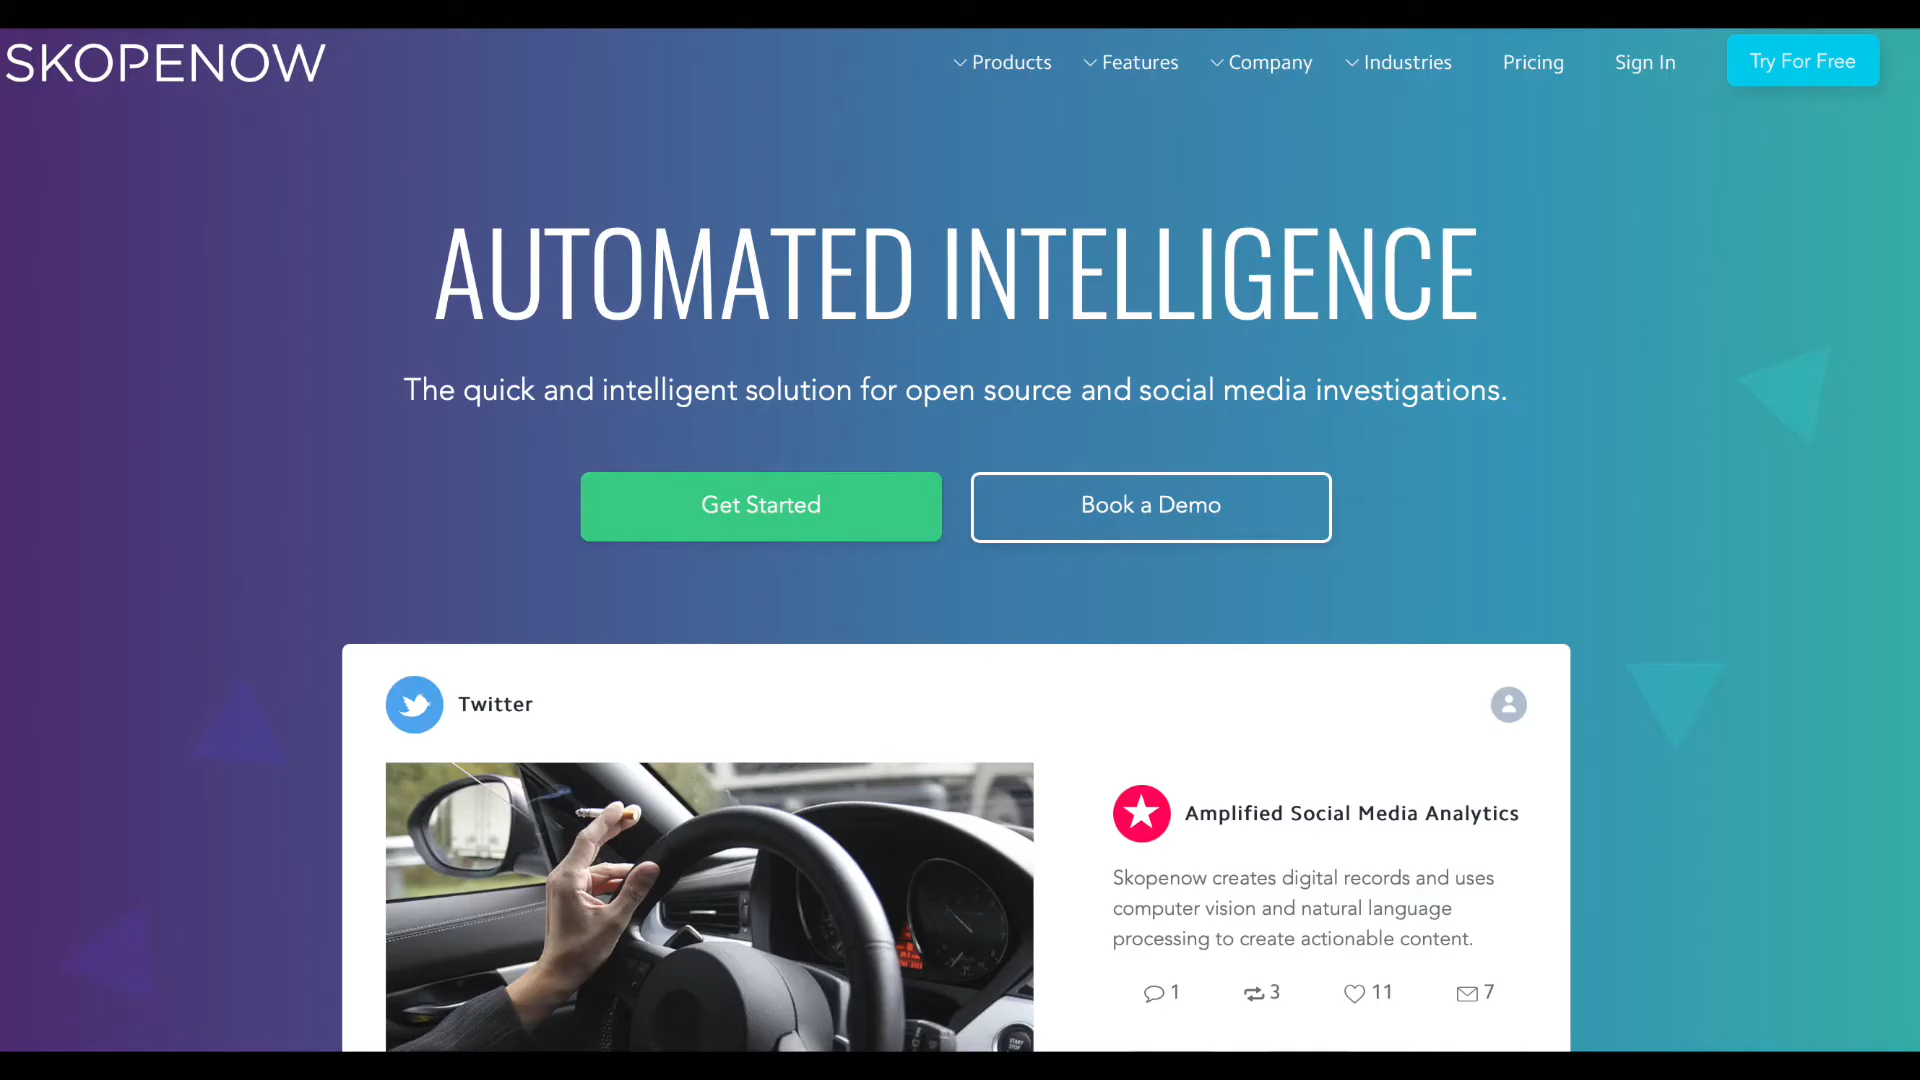 SKOPENOW
Products Features Company Industries Pricing Sign In Try For Free
AUTOMATED INTELLIGENCE
The quick and intelligent solution for open source and social media investigations.
Get Started Book a Demo
Twitter
Amplified Social Media Analytics
Skopenow creates digital records and uses
computer vision and natural language
processing to create actionable content.
1 3 11 7
START
STOP